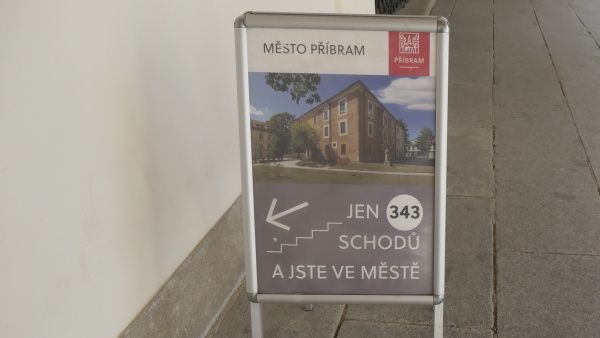 MĚSTO PŘÍBRAM
PŘÍBRAM
JEN 343
SCHODŮ
A JSTE VE MĚSTĚ